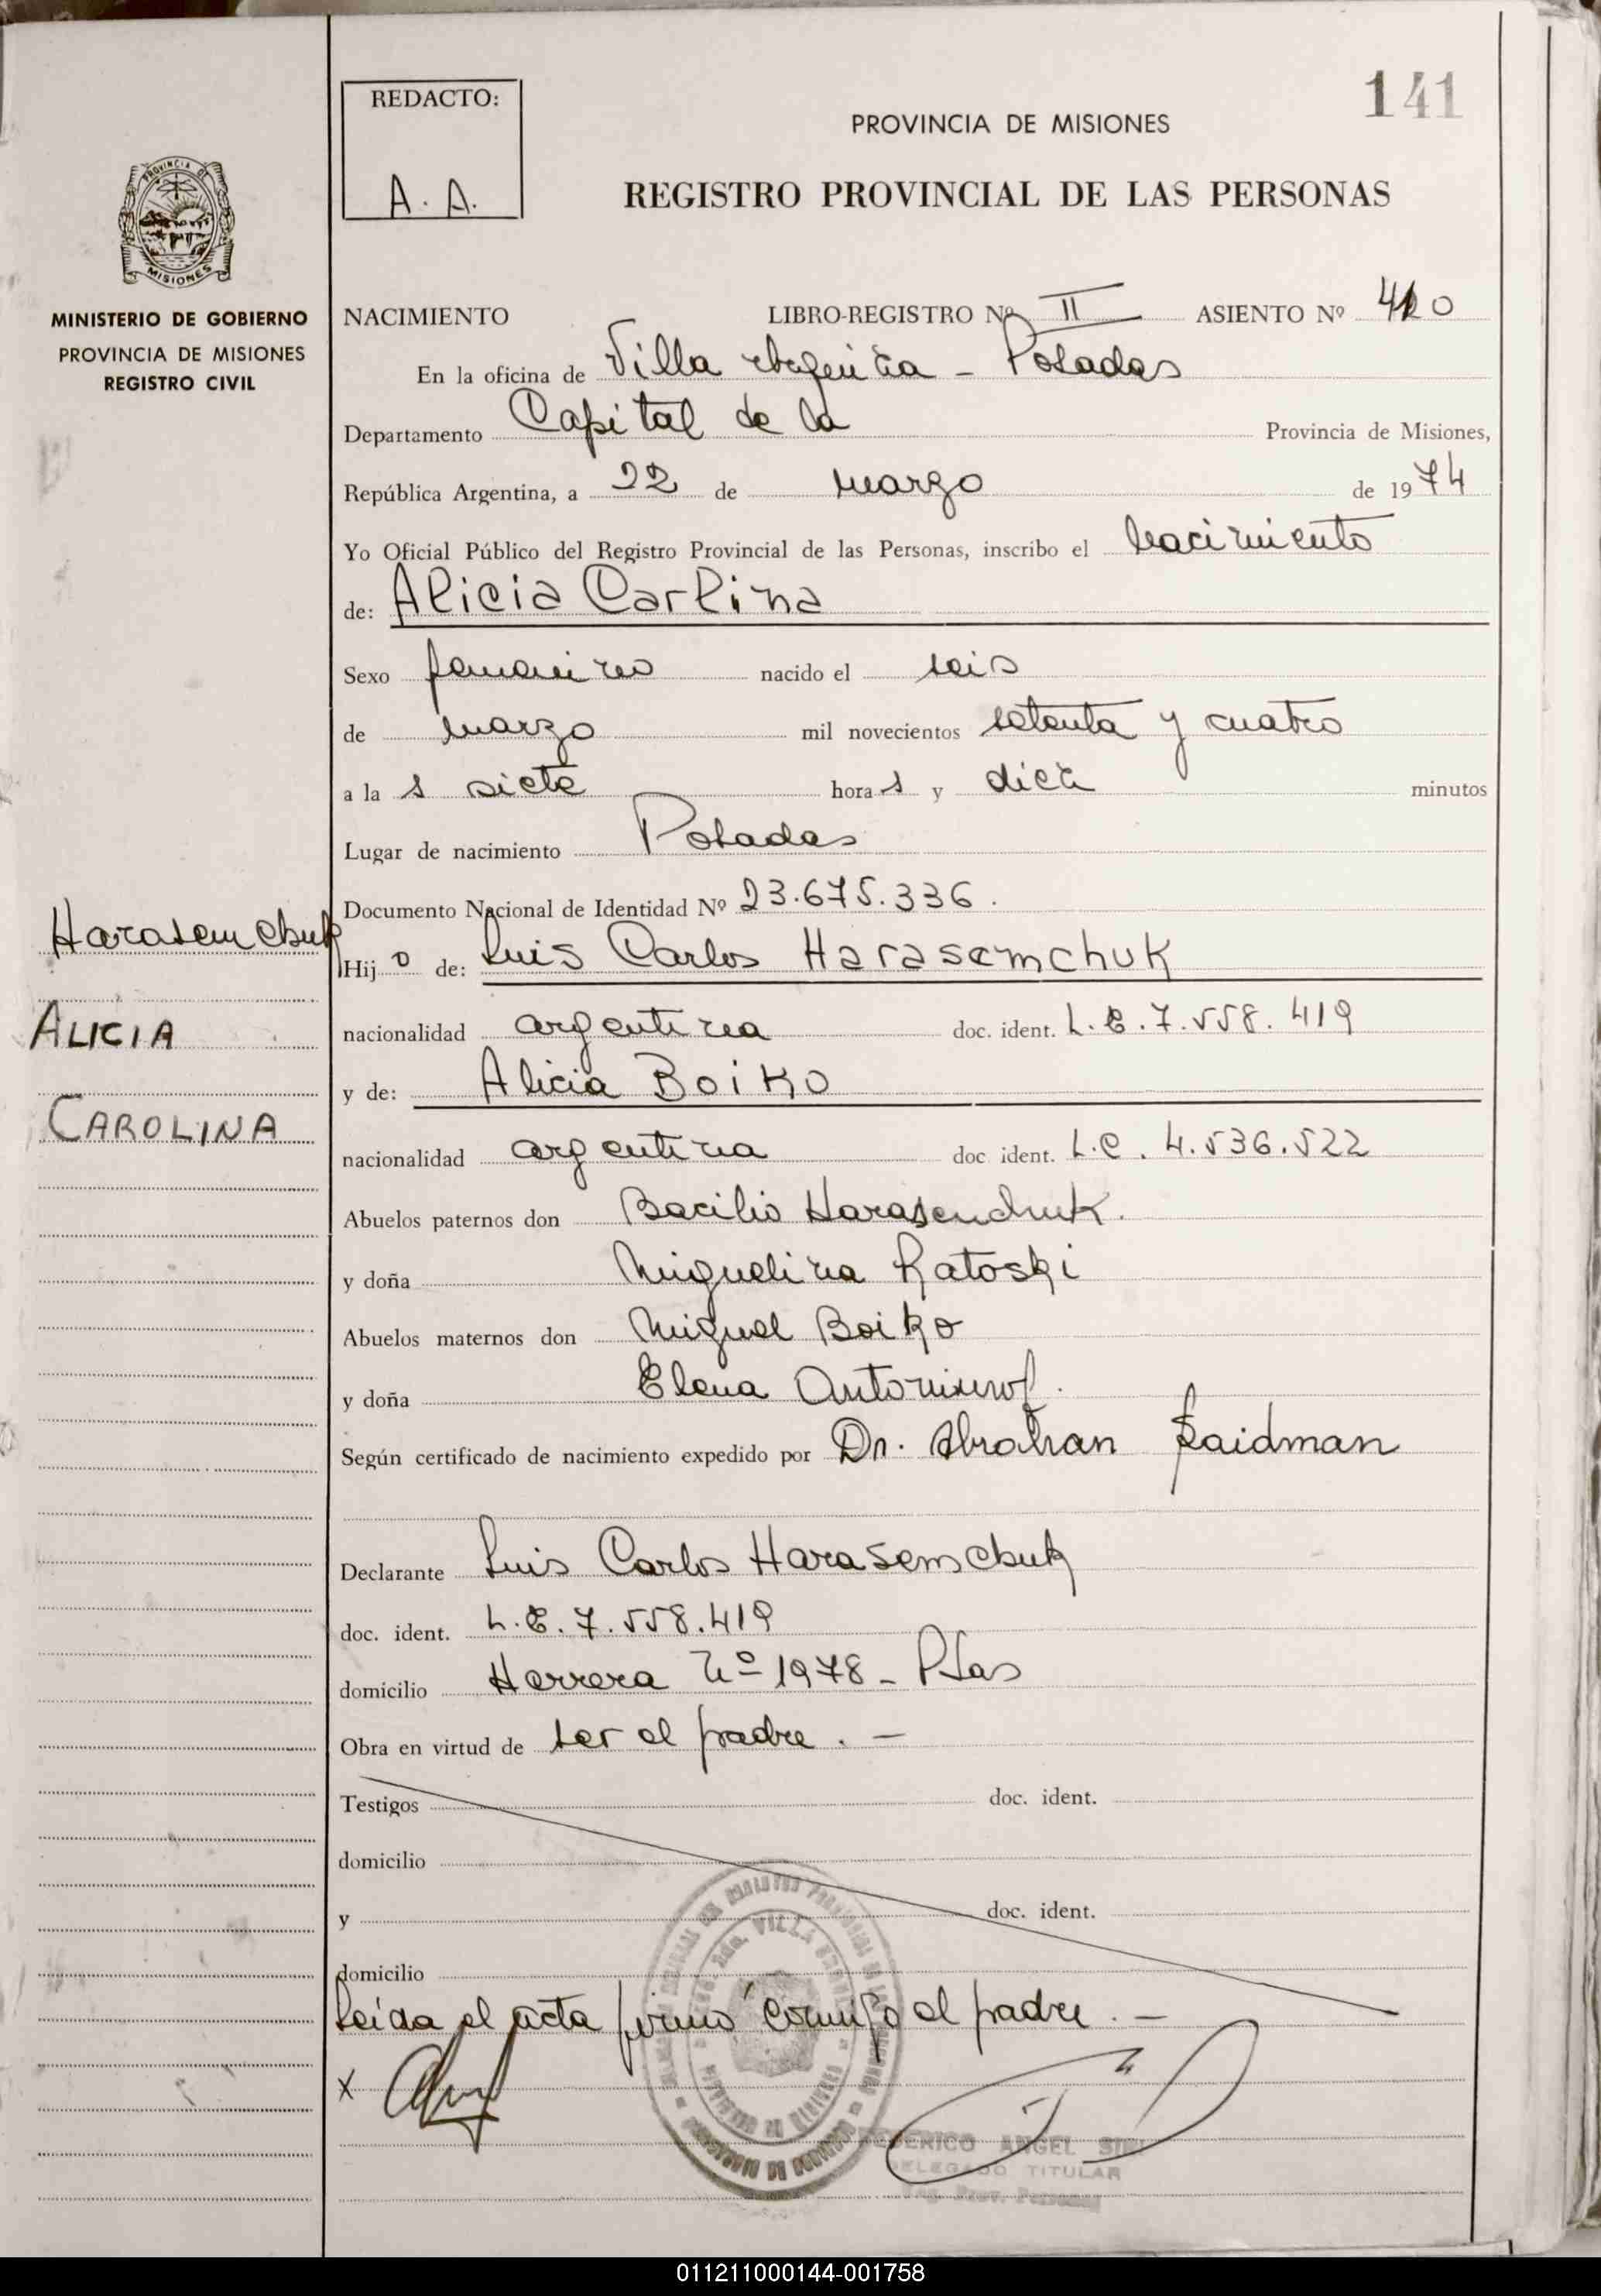 141
REDACTO:
A. A.
PROVINCIA DE MISIONES
REGISTRO PROVINCIAL DE LAS PERSONAS
PROVINCIA DE
MISIONES
MINISTERIO DE GOBIERNO
PROVINCIA DE MISIONES
REGISTRO CIVIL
NACIMIENTO LIBRO-REGISTRO Nº II ASIENTO Nº 410
En la oficina de Villa Urquiza - Posadas
Departamento Capital de la Provincia de Misiones,
República Argentina, a 22 de marzo de 1974
Yo Oficial Público del Registro Provincial de las Personas, inscribo el nacimiento
de: Alicia Carlina
Sexo femenino nacido el seis
de marzo mil novecientos setenta y cuatro
a la s siete hora s y diez minutos
Lugar de nacimiento Posadas
Documento Nacional de Identidad Nº 23.675.336.
Harasemchuk
Hij o de: Luis Carlos Harasemchuk
ALICIA
nacionalidad argentina doc. ident. L.E. 7.558.419
y de: Alicia Boiko
CAROLINA
nacionalidad argentina doc. ident. L.C. 4.536.522
Abuelos paternos don Bacilio Harasenchuk.
y doña Miguelina Ratoski
Abuelos maternos don Miguel Boiko
y doña Elena
Según certificado de nacimiento expedido por Dr. Abrahan Saidman
Declarante Luis Carlos Harasemchuk
doc. ident. L.E. 7.558.419
domicilio Herrera Nº 1978 - Psas
Obra en virtud de ser el padre. -
Testigos doc. ident.
domicilio
y doc. ident.
domicilio
Leída el acta firmó conmigo el padre. -
X
FEDERICO ANGEL
DELEGADO TITULAR
011211000144-001758